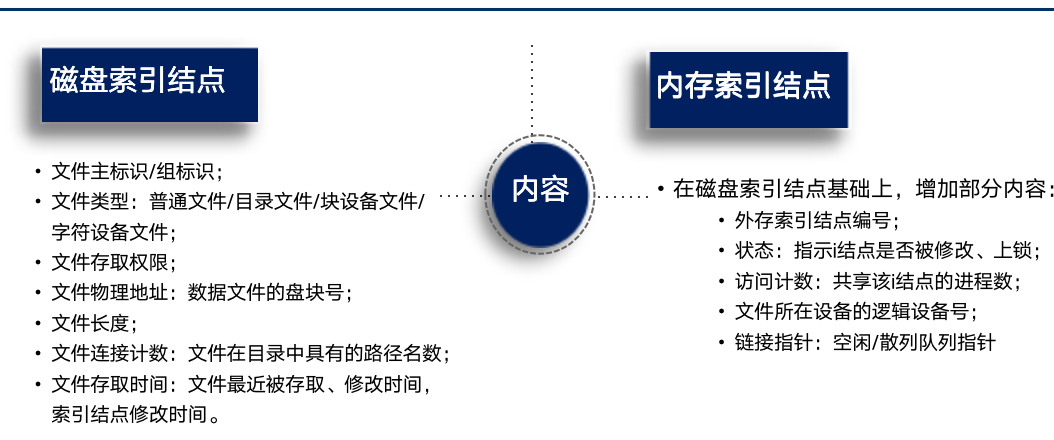 磁盘索引结点
• 文件主标识/组标识；
• 文件类型：普通文件/目录文件/块设备文件/
字符设备文件；
• 文件存取权限；
• 文件物理地址：数据文件的盘块号；
• 文件长度；
• 文件连接计数：文件在目录中具有的路径名数；
• 文件存取时间：文件最近被存取、修改时间，
索引结点修改时间。
内容
内存索引结点
• 在磁盘索引结点基础上，增加部分内容：
• 外存索引结点编号；
• 状态：指示i结点是否被修改、上锁；
• 访问计数：共享该i结点的进程数；
• 文件所在设备的逻辑设备号；
• 链接指针：空闲/散列队列指针